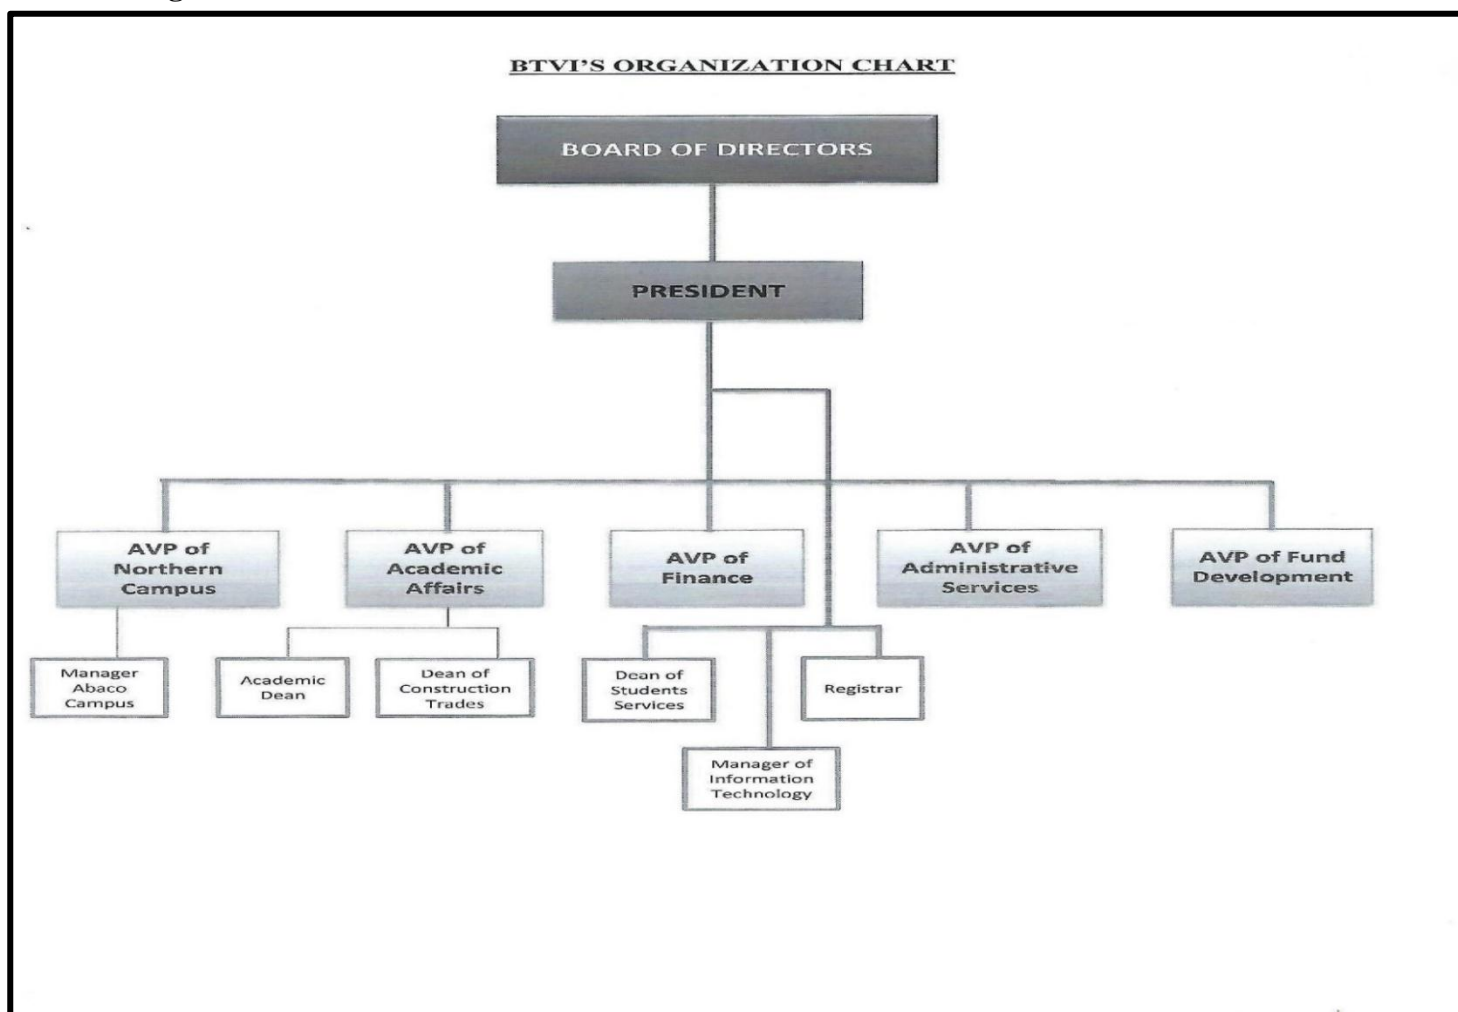 BTVI'S ORGANIZATION CHART
BOARD OF DIRECTORS
PRESIDENT
AVP of
Northern
Campus
AVP of
Academic
Affairs
AVP of
Finance
AVP of
Administrative
Services
AVP of Fund
Development
Manager
Abaco
Campus
Academic
Dean
Dean of
Construction
Trades
Dean of
Students
Services
Registrar
Manager of
Information
Technology